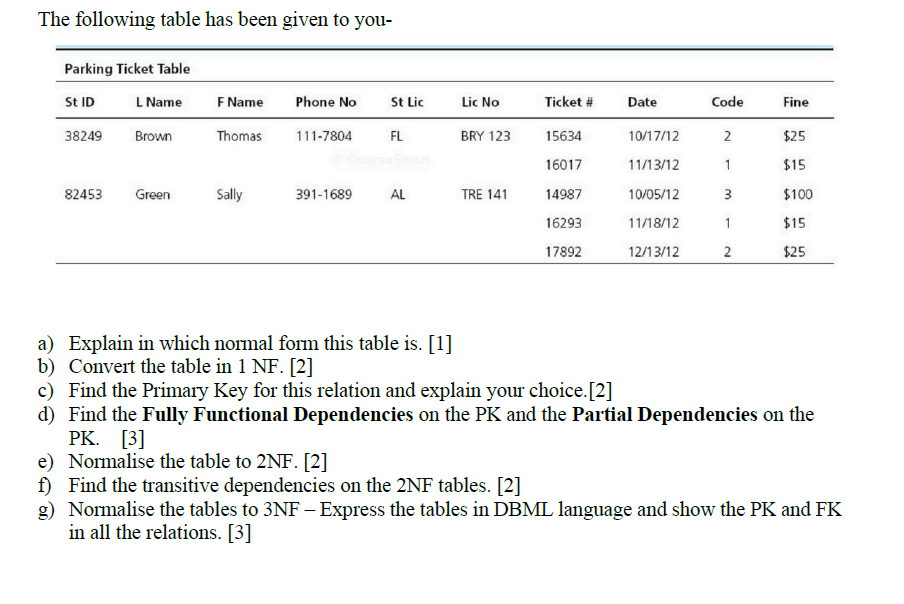 The following table has been given to you-
Parking Ticket Table
St ID L Name F Name Phone No St Lic Lic No Ticket # Date Code Fine
38249 Brown Thomas 111-7804 FL BRY 123 15634 10/17/12 2 $25
© CourseSmart
16017 11/13/12 1 $15
82453 Green Sally 391-1689 AL TRE 141 14987 10/05/12 3 $100
16293 11/18/12 1 $15
17892 12/13/12 2 $25
a) Explain in which normal form this table is. [1]
b) Convert the table in 1 NF. [2]
c) Find the Primary Key for this relation and explain your choice.[2]
d) Find the Fully Functional Dependencies on the PK and the Partial Dependencies on the
PK. [3]
e) Normalise the table to 2NF. [2]
f) Find the transitive dependencies on the 2NF tables. [2]
g) Normalise the tables to 3NF – Express the tables in DBML language and show the PK and FK
in all the relations. [3]